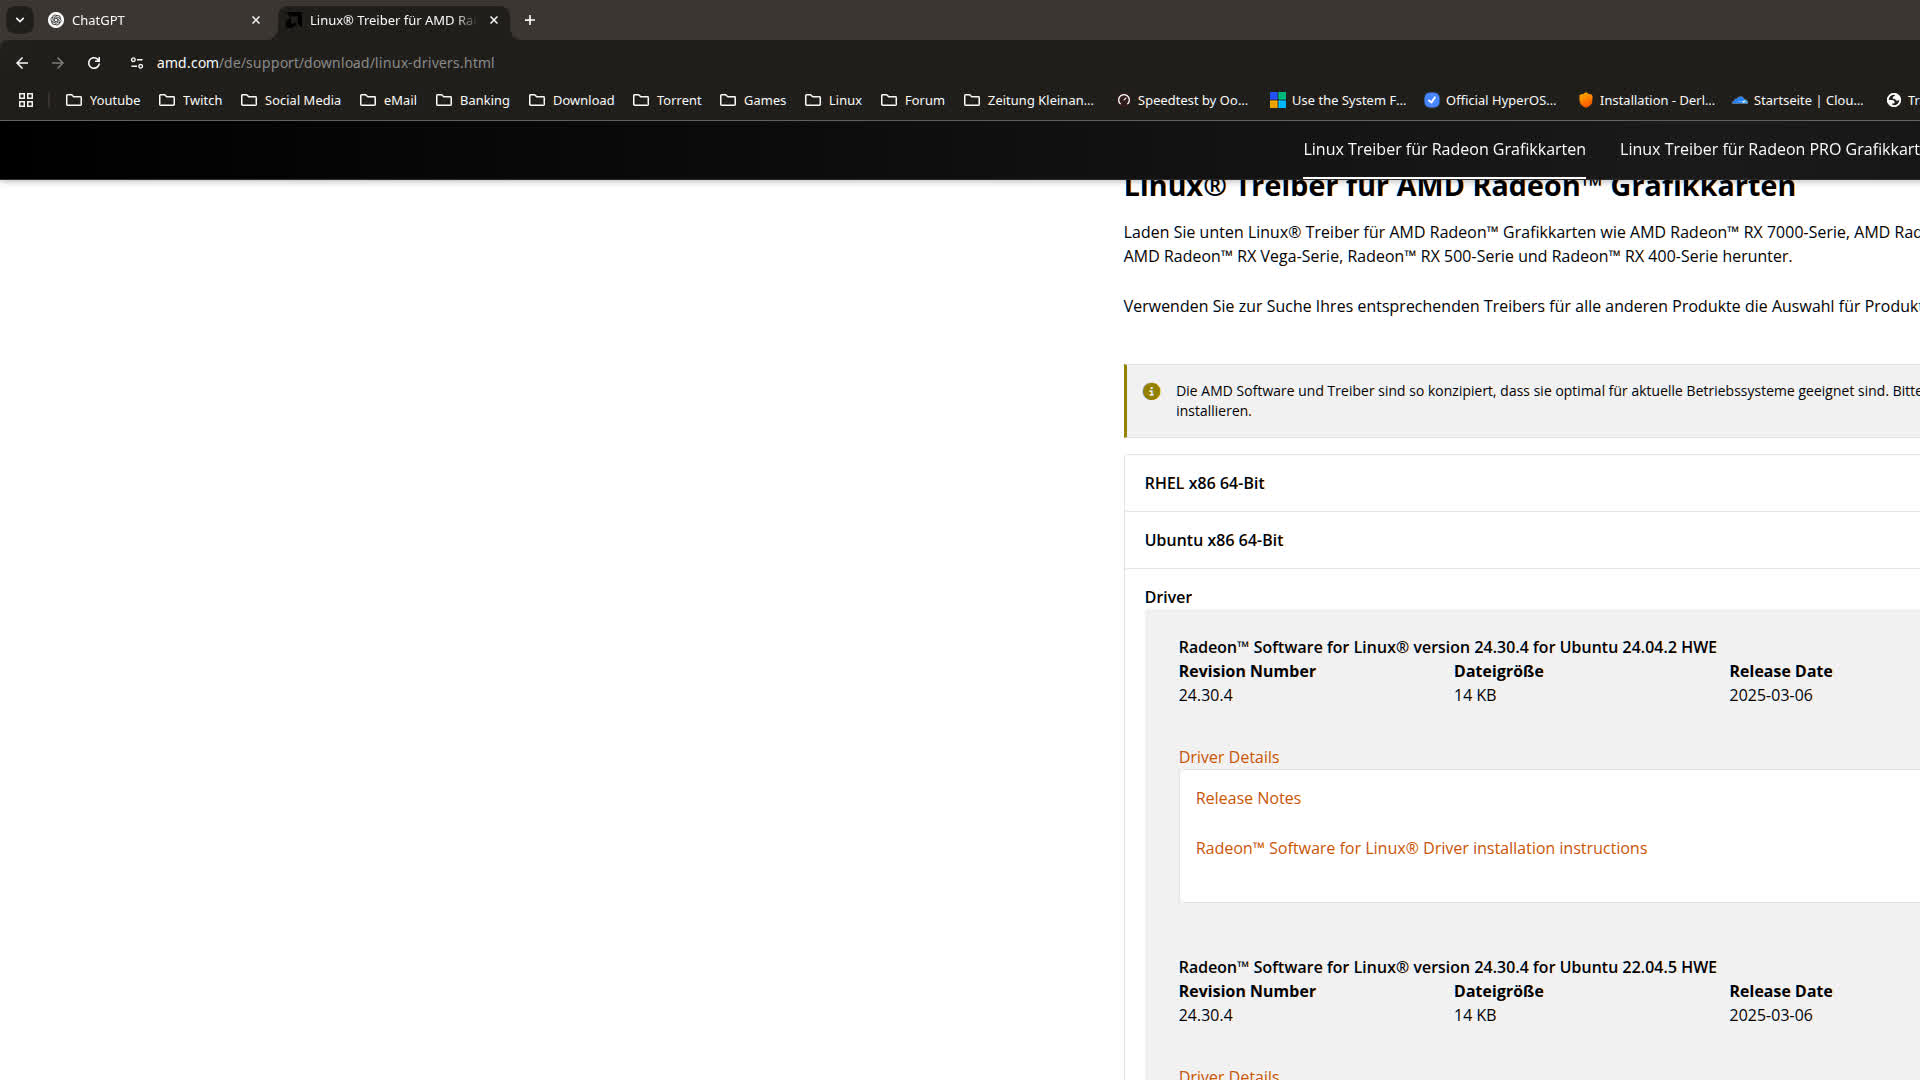 ChatGPT
Linux® Treiber für AMD Ra
amd.com/de/support/download/linux-drivers.html
Youtube Twitch Social Media eMail Banking Download Torrent Games Linux Forum Zeitung Kleinan... Speedtest by Oo... Use the System F... Official HyperOS... Installation - Derl... Startseite | Clou... Tr
Linux Treiber für Radeon Grafikkarten Linux Treiber für Radeon PRO Grafikkart
Linux® Treiber für AMD Radeon™ Grafikkarten
Laden Sie unten Linux® Treiber für AMD Radeon™ Grafikkarten wie AMD Radeon™ RX 7000-Serie, AMD Rad
AMD Radeon™ RX Vega-Serie, Radeon™ RX 500-Serie und Radeon™ RX 400-Serie herunter.
Verwenden Sie zur Suche Ihres entsprechenden Treibers für alle anderen Produkte die Auswahl für Produkt
Die AMD Software und Treiber sind so konzipiert, dass sie optimal für aktuelle Betriebssysteme geeignet sind. Bitte
installieren.
RHEL x86 64-Bit
Ubuntu x86 64-Bit
Driver
Radeon™ Software for Linux® version 24.30.4 for Ubuntu 24.04.2 HWE
Revision Number Dateigröße Release Date
24.30.4 14 KB 2025-03-06
Driver Details
Release Notes
Radeon™ Software for Linux® Driver installation instructions
Radeon™ Software for Linux® version 24.30.4 for Ubuntu 22.04.5 HWE
Revision Number Dateigröße Release Date
24.30.4 14 KB 2025-03-06
Driver Details